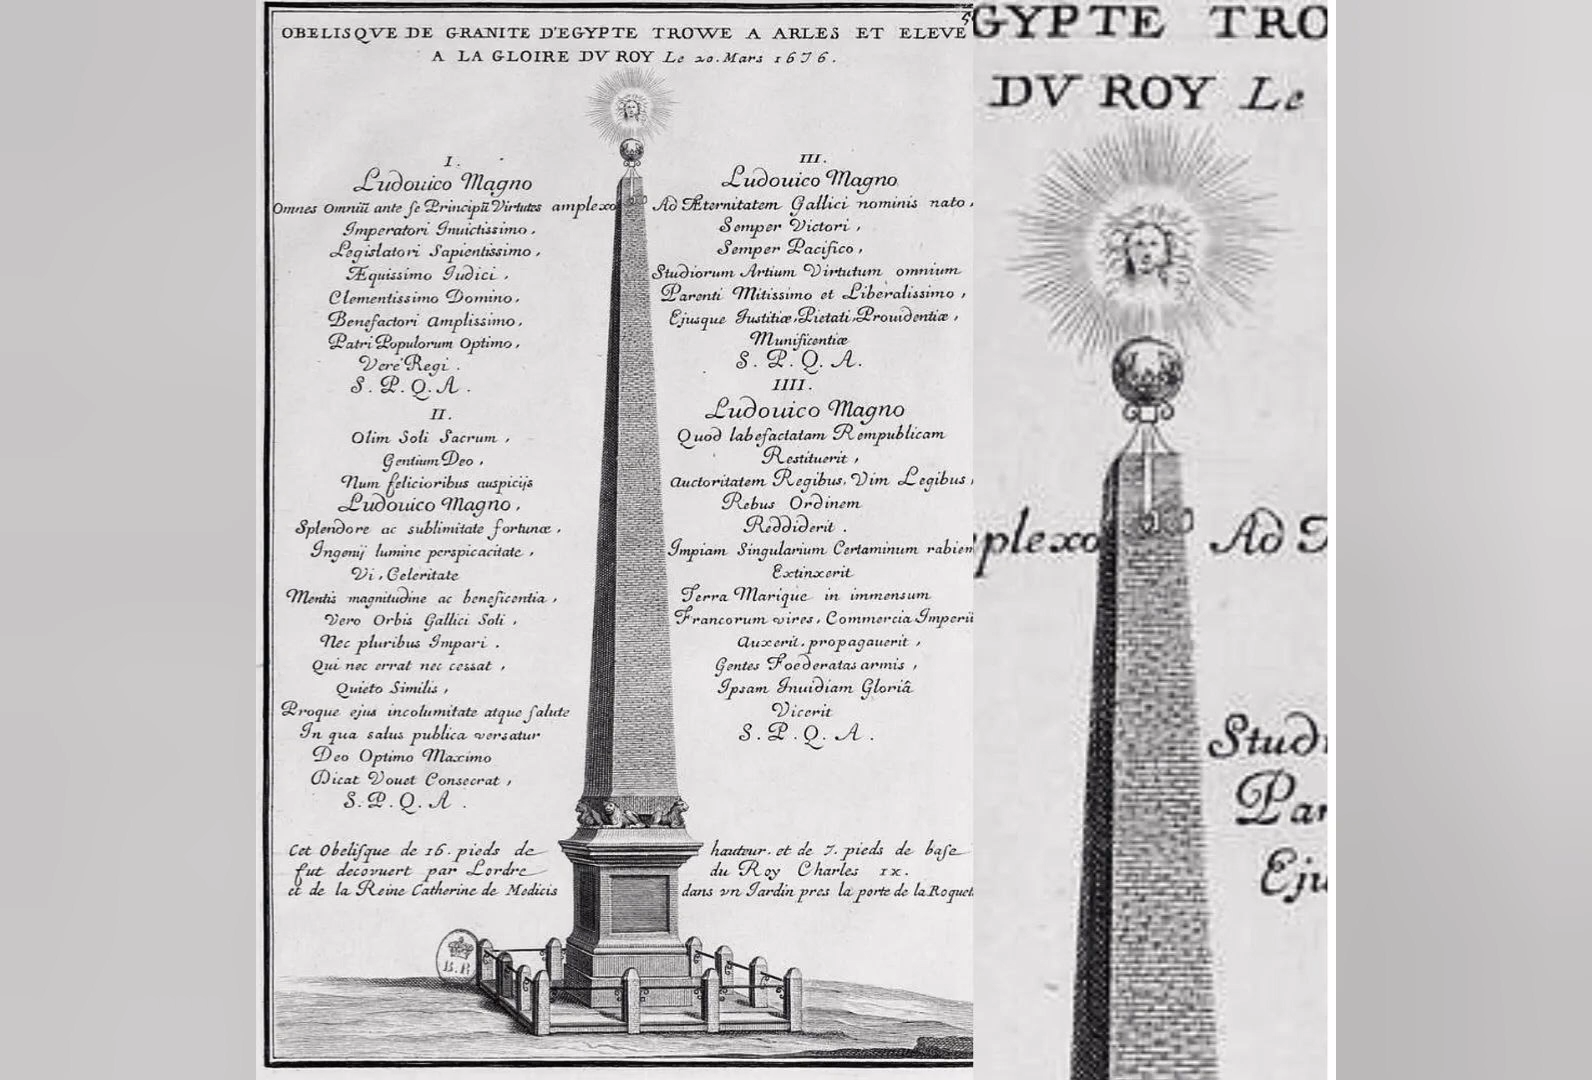 OBELISQVE DE GRANITE D'EGYPTE TROVVE A ARLES ET ELEVE
A LA GLOIRE DV ROY Le 20. Mars 1676.
I.
Ludouico Magno
Omnes Omniū ante se Principū Virtutes amplexo
Imperatori Inuictissimo,
Legislatori Sapientissimo,
Æquissimo Iudici,
Clementissimo Domino,
Benefactori Amplissimo,
Patri Populorum Optimo,
Vere Regi.
S.P.Q.A.
II.
Olim Soli Sacrum,
Gentium Deo,
Num felicioribus auspicijs
Ludouico Magno,
Splendore ac sublimitate fortunæ,
Ingenij lumine perspicacitate,
Vi, Celeritate
Mentis magnitudine ac beneficentia,
Vero Orbis Gallici Soli,
Nec pluribus Impari.
Qui nec errat nec cessat,
Quieto Similis,
Proque ejus incolumitate atque salute
In qua salus publica versatur
Deo Optimo Maximo
Dicat Vouet Consecrat,
S.P.Q.A.
III.
Ludouico Magno
Ad Æternitatem Gallici nominis nato,
Semper Victori,
Semper Pacifico,
Studiorum Artium Virtutum omnium
Parenti Mitissimo et Liberalissimo,
Ejusque Justitiæ, Pietati, Prouidentiæ,
Munificentiæ
S.P.Q.A.
IIII.
Ludouico Magno
Quod labefactatam Rempublicam
Restituerit,
Auctoritatem Regibus, Vim Legibus,
Rebus Ordinem
Reddiderit.
Impiam Singularium Certaminum rabiem
Extinxerit
Terra Marique in immensum
Francorum vires, Commercia Imperii
Auxerit, propagauerit,
Gentes Foederatas armis,
Ipsam Inuidiam Gloriâ
Vicerit
S.P.Q.A.
Cet Obelisque de 16. pieds de hauteur. et de 7. pieds de base
fut decouuert par Lordre du Roy Charles IX.
et de la Reine Catherine de Medicis dans vn Iardin pres la porte de la Roquet
B.R.
GYPTE TRO
DV ROY Le
plexo Ad
Studi
Par
Eju